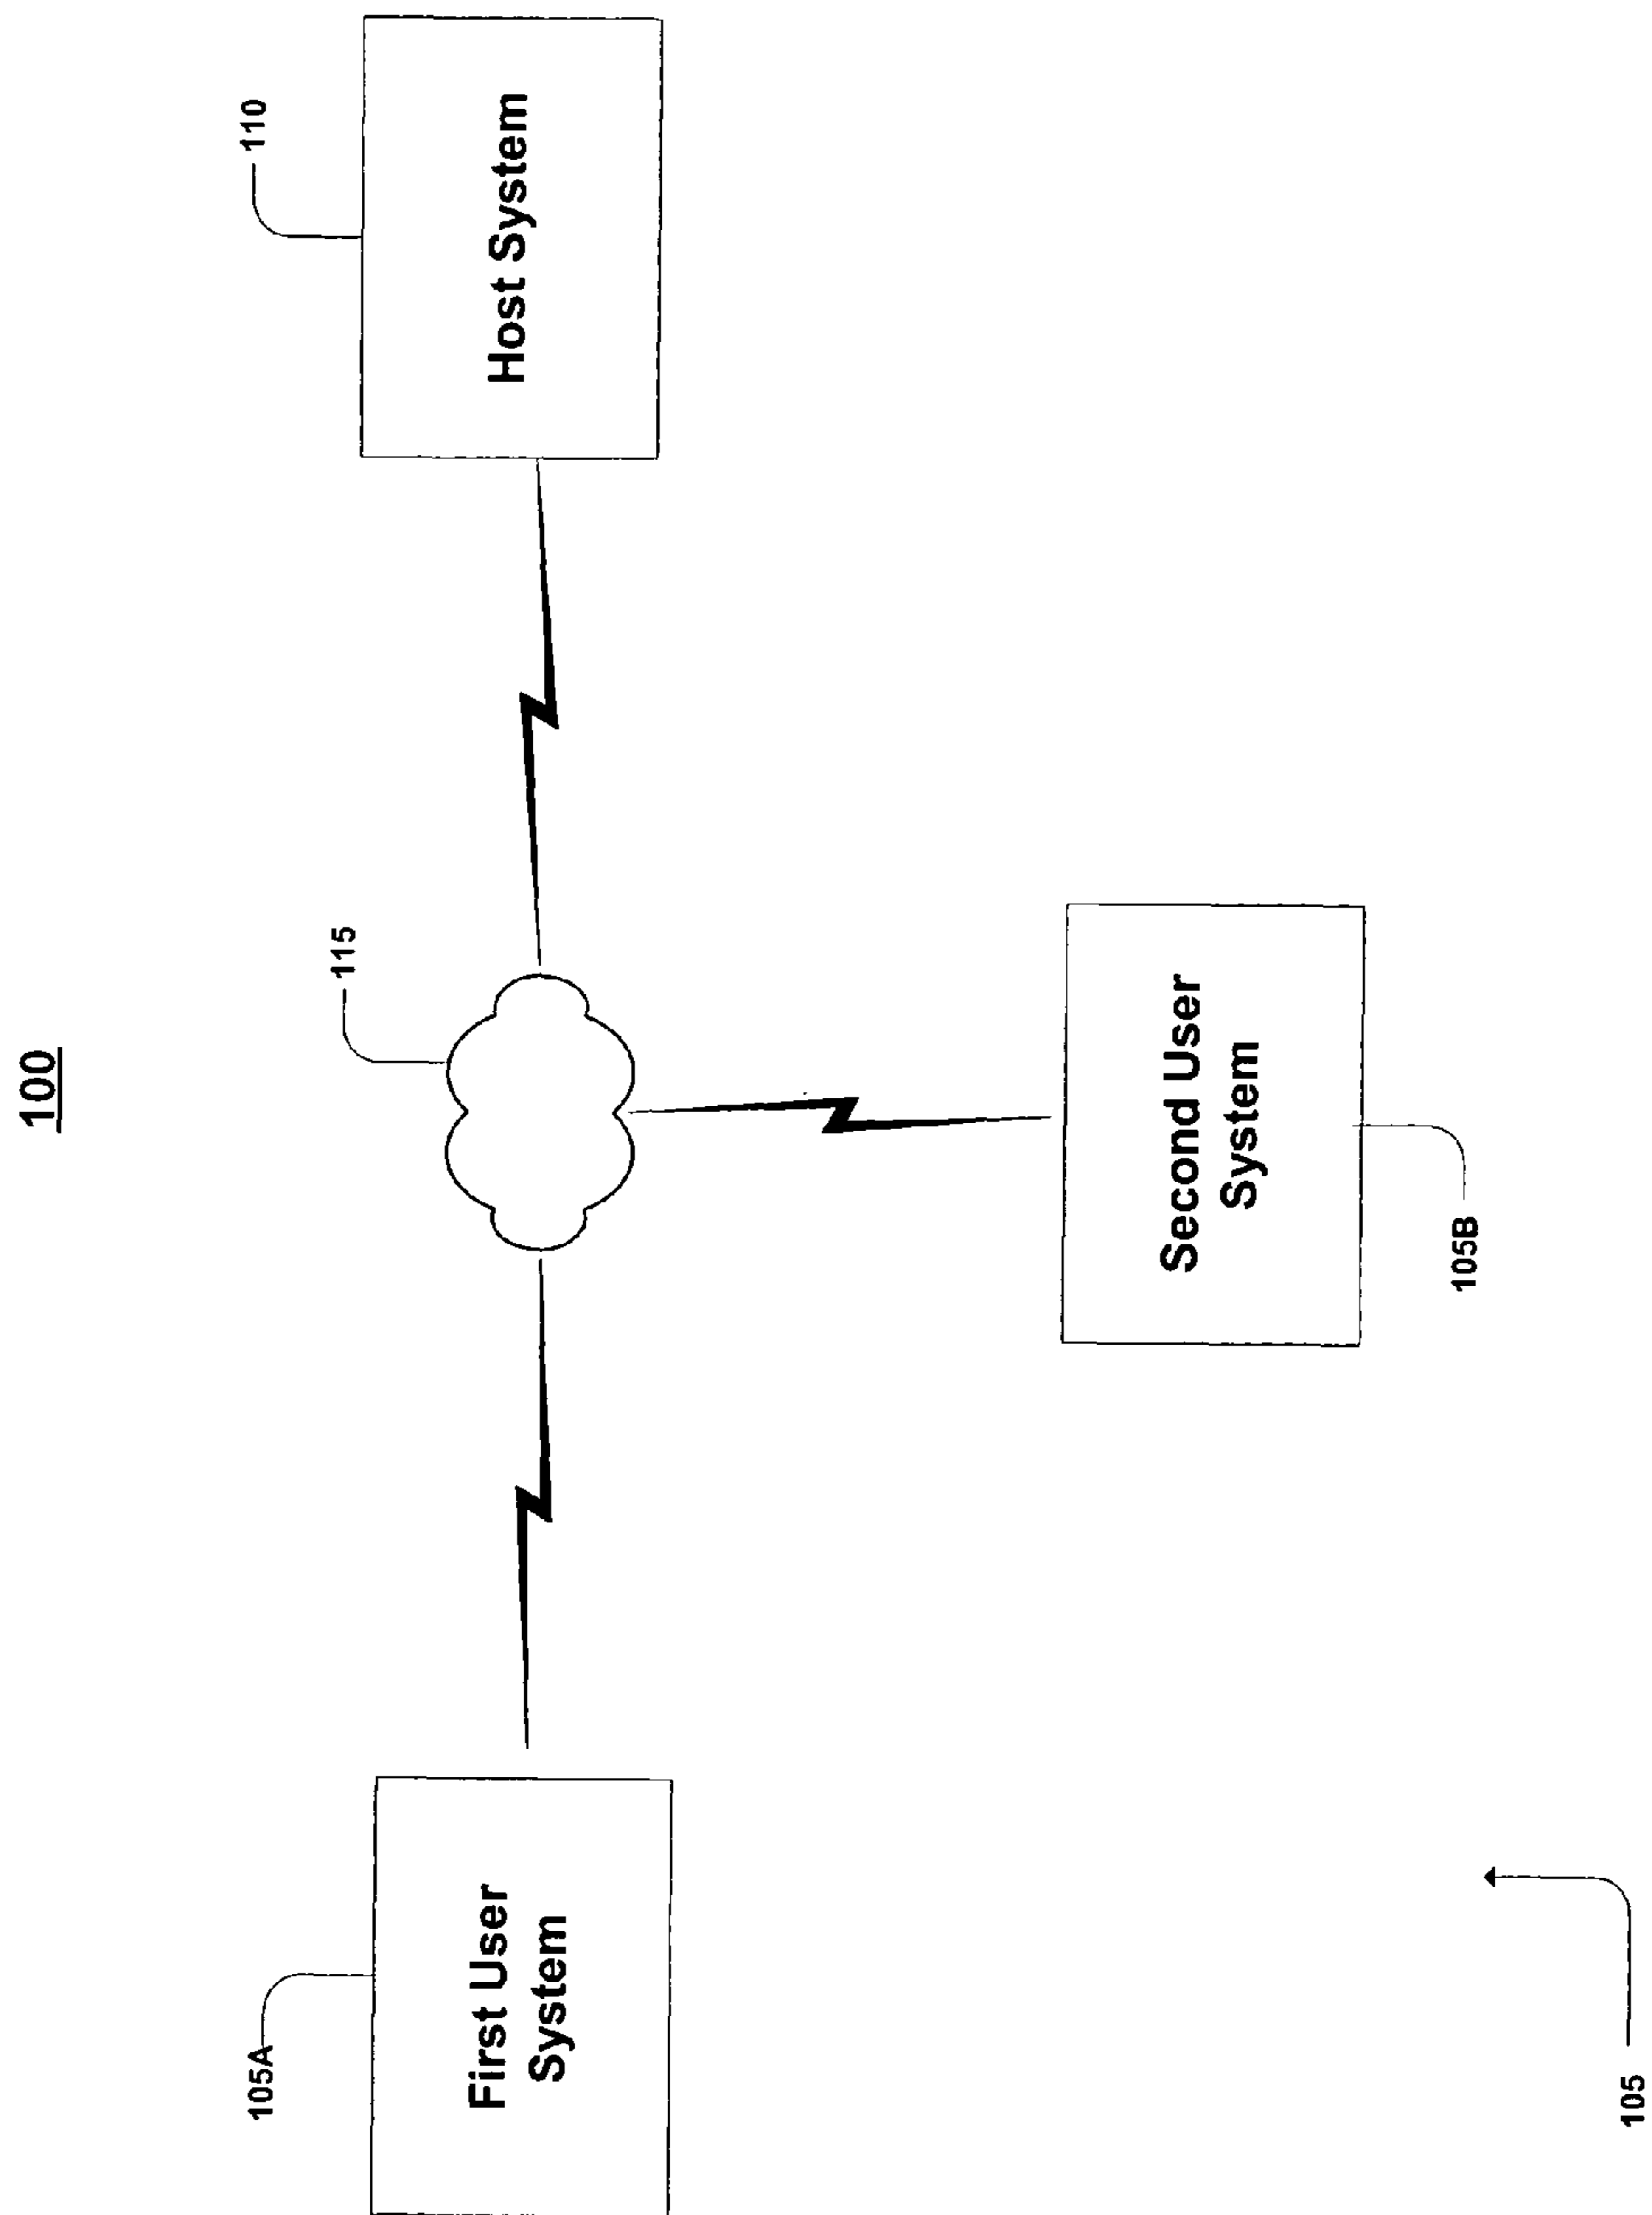 100
105A
First User
System
115
110
Host System
Second User
System
105B
105